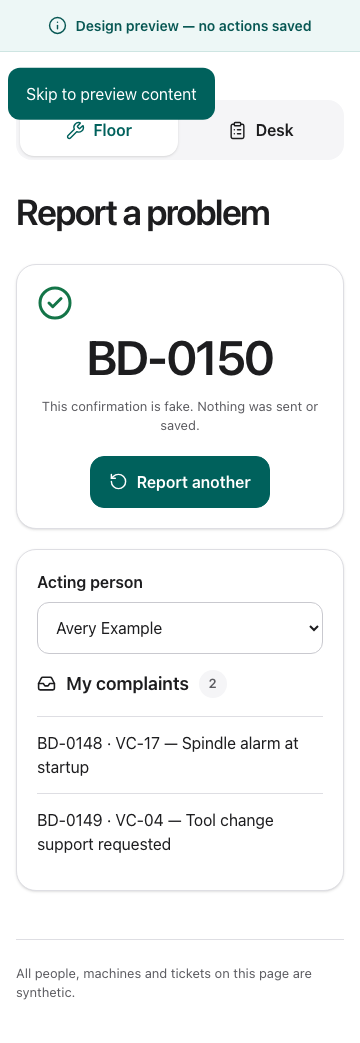 Design preview — no actions saved
Skip to preview content
Floor
Desk
Report a problem
BD-0150
This confirmation is fake. Nothing was sent or
saved.
Report another
Acting person
Avery Example
My complaints 2
BD-0148 · VC-17 — Spindle alarm at
startup
BD-0149 · VC-04 — Tool change
support requested
All people, machines and tickets on this page are
synthetic.